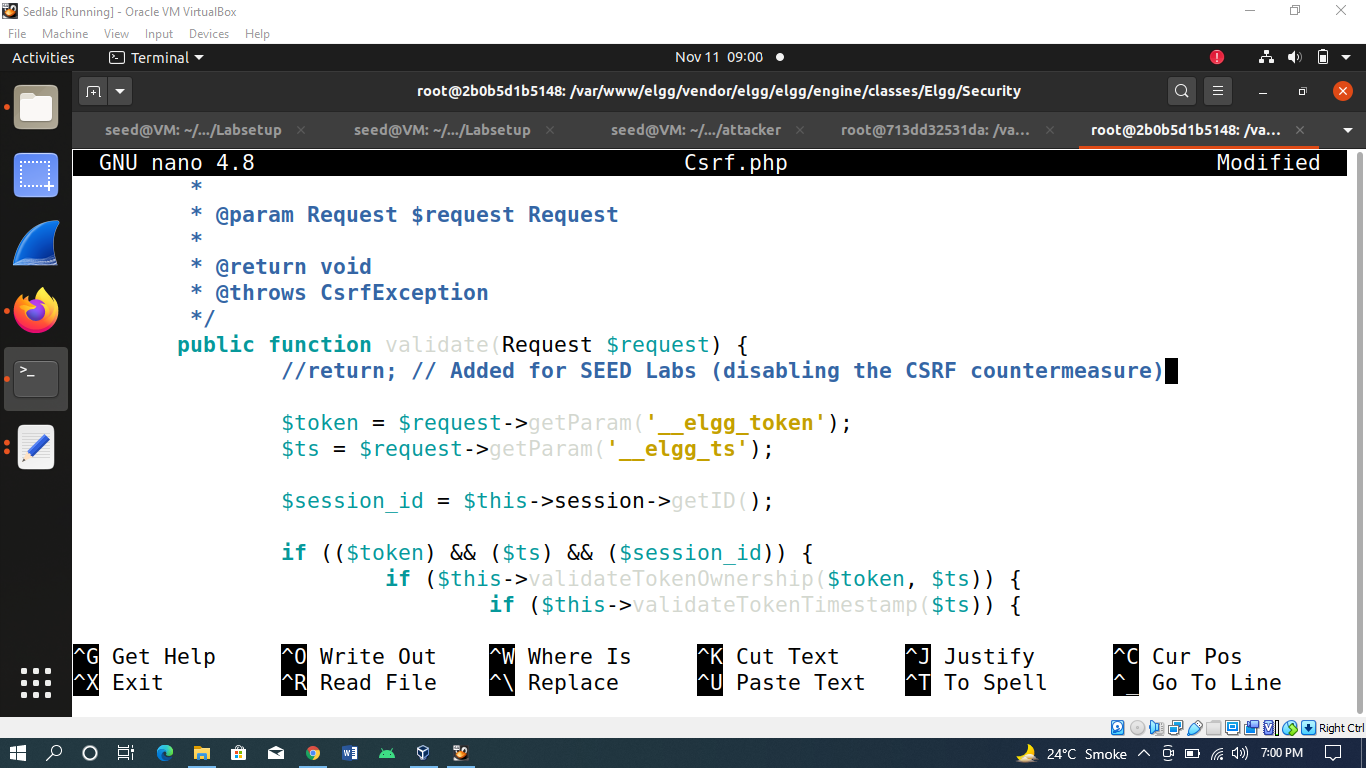 Sedlab [Running] - Oracle VM VirtualBox
File Machine View Input Devices Help
Activities Terminal Nov 11 09:00
root@2b0b5d1b5148: /var/www/elgg/vendor/elgg/elgg/engine/classes/Elgg/Security
seed@VM: ~/.../Labsetup × seed@VM: ~/.../Labsetup × seed@VM: ~/.../attacker × root@713dd32531da: /va... × root@2b0b5d1b5148: /va... ×
GNU nano 4.8 Csrf.php Modified
*
* @param Request $request Request
*
* @return void
* @throws CsrfException
*/
public function validate(Request $request) {
//return; // Added for SEED Labs (disabling the CSRF countermeasure)
$token = $request->getParam('__elgg_token');
$ts = $request->getParam('__elgg_ts');
$session_id = $this->session->getID();
if (($token) && ($ts) && ($session_id)) {
if ($this->validateTokenOwnership($token, $ts)) {
if ($this->validateTokenTimestamp($ts)) {
^G Get Help ^O Write Out ^W Where Is ^K Cut Text ^J Justify ^C Cur Pos
^X Exit ^R Read File ^\ Replace ^U Paste Text ^T To Spell ^_ Go To Line
Right Ctrl
24°C Smoke 7:00 PM